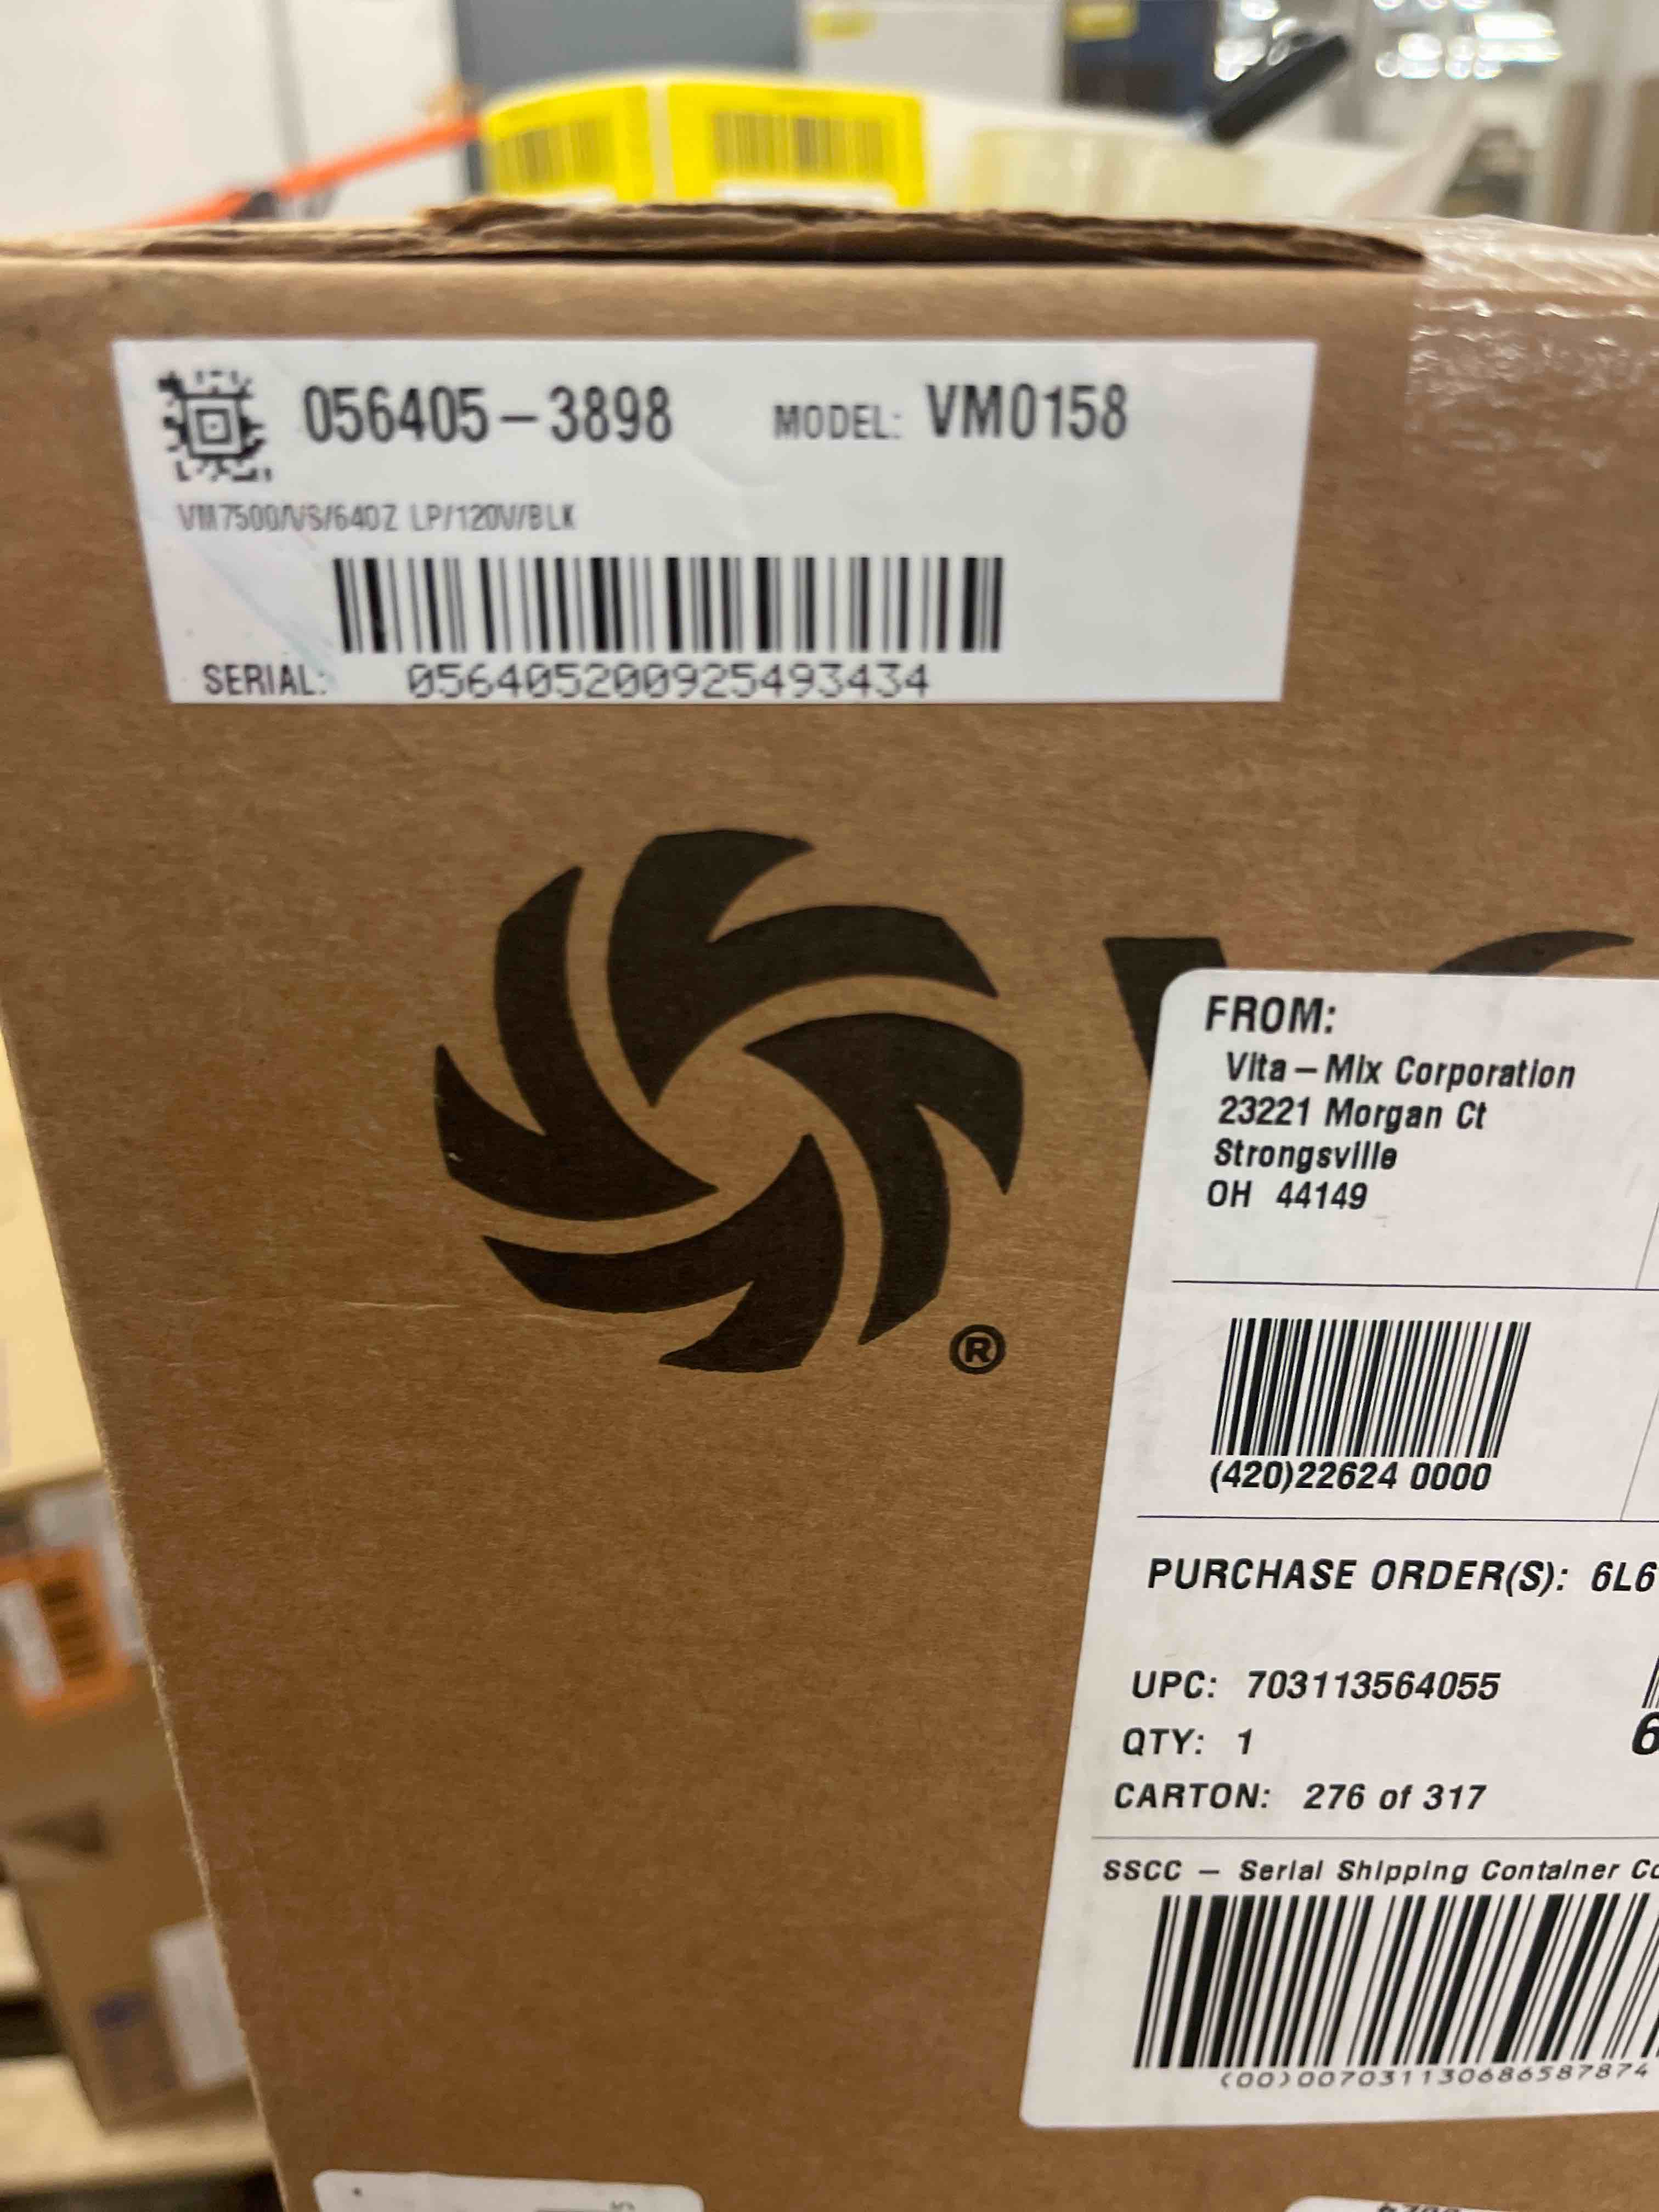 056405-3898 MODEL: VM0158
VM7500/VS/64OZ LP/120V/BLK
SERIAL: 056405200925493434
®
FROM:
Vita-Mix Corporation
23221 Morgan Ct
Strongsville
OH 44149
(420)22624 0000
PURCHASE ORDER(S): 6L6
UPC: 703113564055
QTY: 1
6
CARTON: 276 of 317
SSCC - Serial Shipping Container Co
(00)007031130686587874